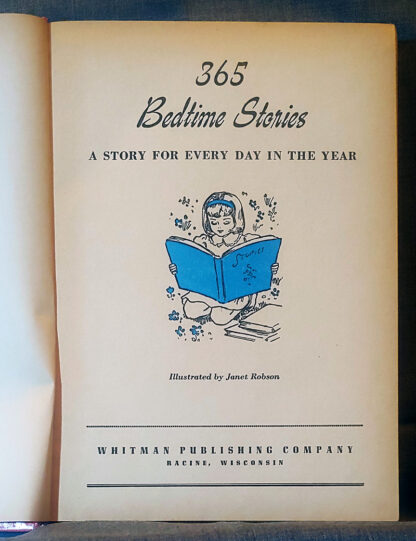 365
Bedtime Stories
A STORY FOR EVERY DAY IN THE YEAR
Stories
Illustrated by Janet Robson
WHITMAN PUBLISHING COMPANY
RACINE, WISCONSIN